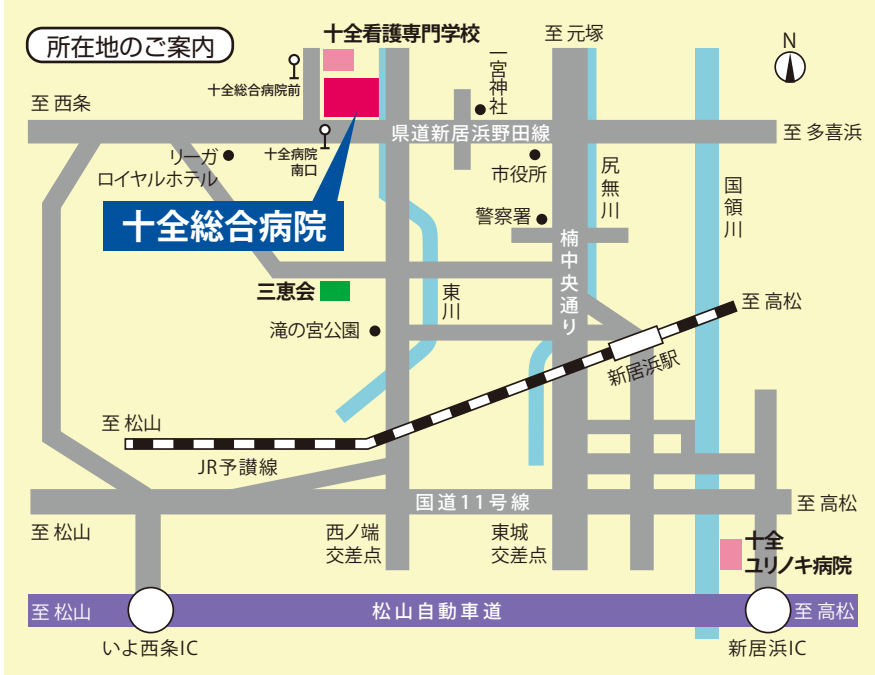 所在地のご案内
十全看護専門学校
至 元塚
N
一宮神社
十全総合病院前
至 西条
県道新居浜野田線
至 多喜浜
リーガ
ロイヤルホテル
十全病院
南口
市役所
尻無川
国領川
十全総合病院
警察署
楠中央通り
三恵会
東川
至 高松
滝の宮公園
新居浜駅
至 松山
JR予讃線
国道11号線
至 高松
至 松山
西ノ端
交差点
東城
交差点
十全
ユリノキ病院
至 松山
松山自動車道
至 高松
いよ西条IC
新居浜IC